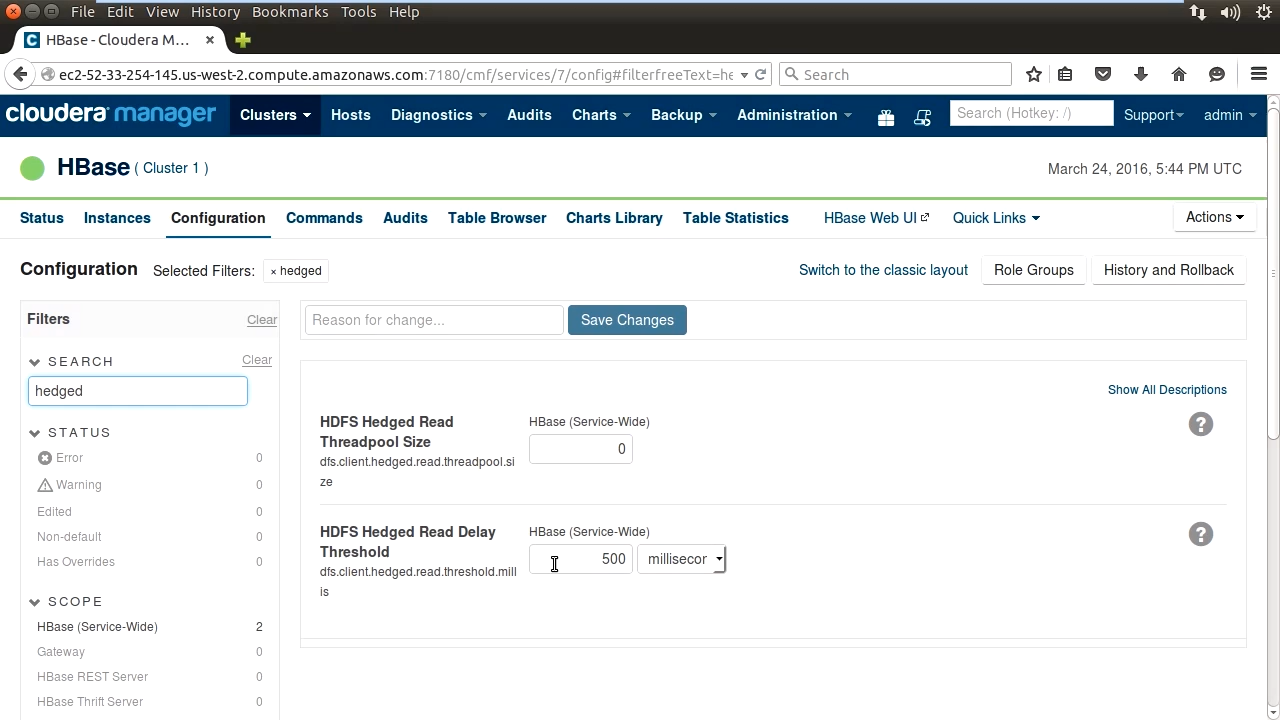 File Edit View History Bookmarks Tools Help
HBase - Cloudera M... ×
ec2-52-33-254-145.us-west-2.compute.amazonaws.com:7180/cmf/services/7/config#filterfreeText=he
Search
cloudera manager Clusters Hosts Diagnostics Audits Charts Backup Administration Search (Hotkey: /) Support admin
HBase ( Cluster 1 ) March 24, 2016, 5:44 PM UTC
Status Instances Configuration Commands Audits Table Browser Charts Library Table Statistics HBase Web UI Quick Links Actions
Configuration Selected Filters: × hedged Switch to the classic layout Role Groups History and Rollback
Filters Clear
Reason for change... Save Changes
SEARCH Clear
hedged
Show All Descriptions
HDFS Hedged Read
Threadpool Size
dfs.client.hedged.read.threadpool.si
ze
HBase (Service-Wide)
0
?
HDFS Hedged Read Delay
Threshold
dfs.client.hedged.read.threshold.mill
is
HBase (Service-Wide)
500 millisecor
?
STATUS
Error 0
Warning 0
Edited 0
Non-default 0
Has Overrides 0
SCOPE
HBase (Service-Wide) 2
Gateway 0
HBase REST Server 0
HBase Thrift Server 0